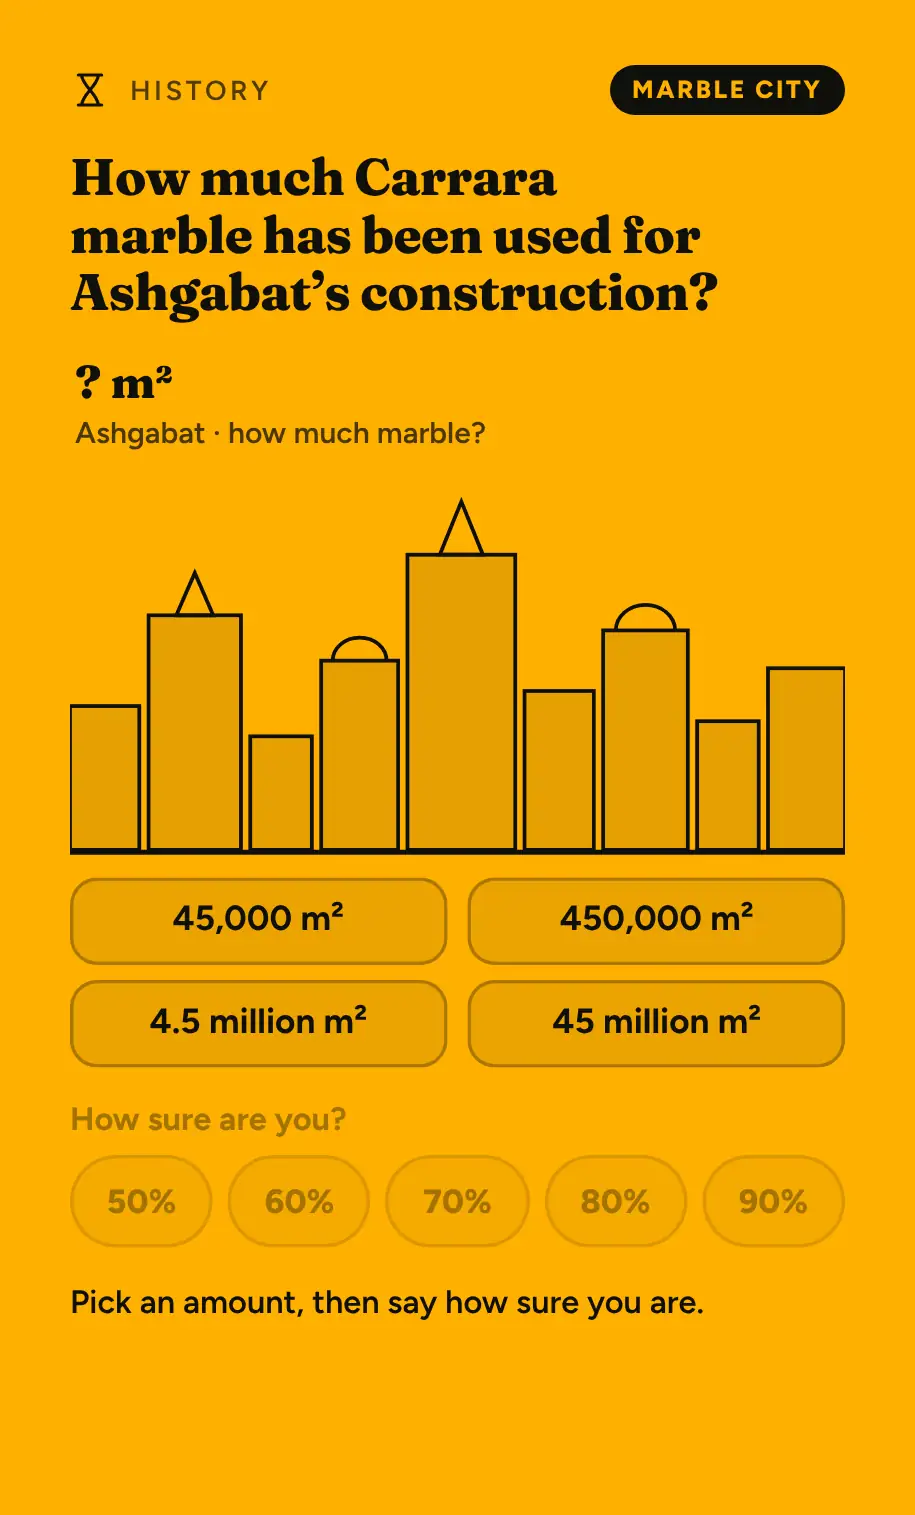 HISTORY
MARBLE CITY
How much Carrara
marble has been used for
Ashgabat’s construction?
? m²
Ashgabat · how much marble?
45,000 m²
450,000 m²
4.5 million m²
45 million m²
How sure are you?
50%
60%
70%
80%
90%
Pick an amount, then say how sure you are.